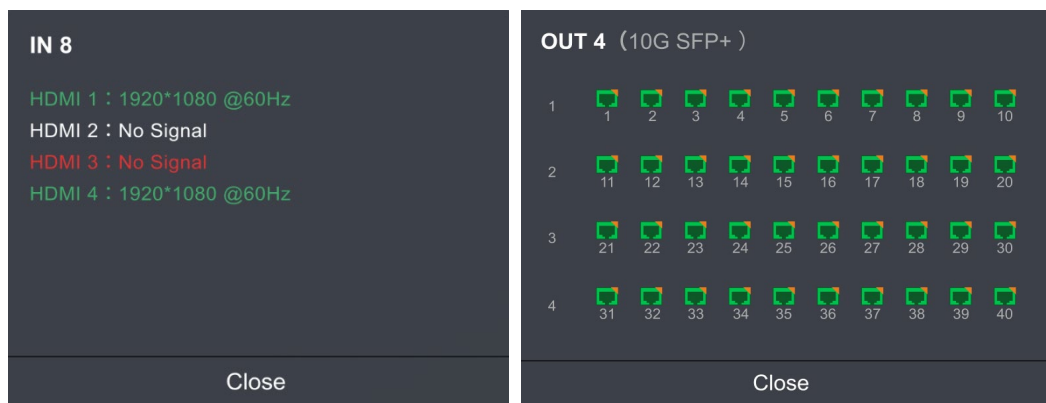 IN 8
HDMI 1：1920*1080 @60Hz
HDMI 2：No Signal
HDMI 3：No Signal
HDMI 4：1920*1080 @60Hz
Close
OUT 4（10G SFP+）
1
1 2 3 4 5 6 7 8 9 10
2
11 12 13 14 15 16 17 18 19 20
3
21 22 23 24 25 26 27 28 29 30
4
31 32 33 34 35 36 37 38 39 40
Close